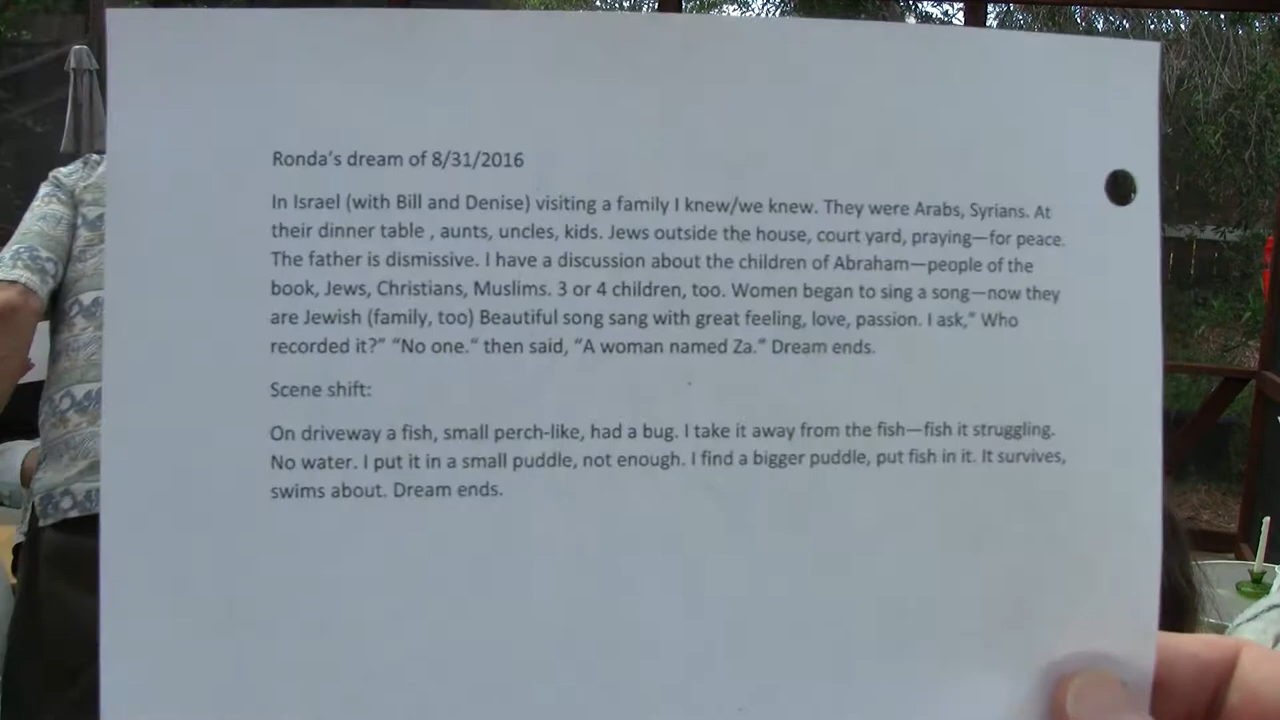 Ronda's dream of 8/31/2016
In Israel (with Bill and Denise) visiting a family I knew/we knew. They were Arabs, Syrians. At
their dinner table , aunts, uncles, kids. Jews outside the house, court yard, praying—for peace.
The father is dismissive. I have a discussion about the children of Abraham—people of the
book, Jews, Christians, Muslims. 3 or 4 children, too. Women began to sing a song—now they
are Jewish (family, too) Beautiful song sang with great feeling, love, passion. I ask," Who
recorded it?" "No one." then said, "A woman named Za." Dream ends.
Scene shift:
On driveway a fish, small perch-like, had a bug. I take it away from the fish—fish it struggling.
No water. I put it in a small puddle, not enough. I find a bigger puddle, put fish in it. It survives,
swims about. Dream ends.